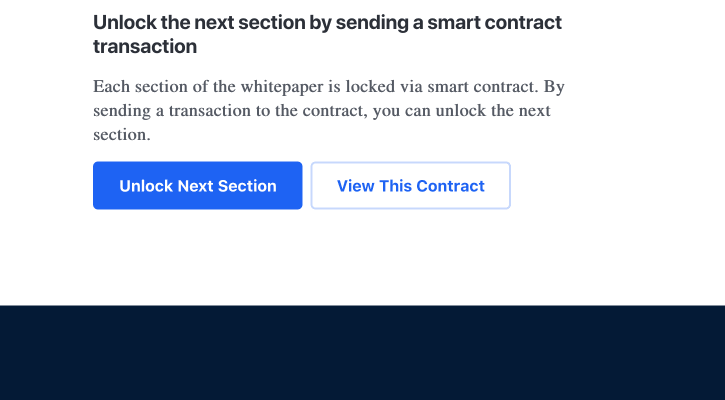 Unlock the next section by sending a smart contract
transaction
Each section of the whitepaper is locked via smart contract. By
sending a transaction to the contract, you can unlock the next
section.
Unlock Next Section
View This Contract